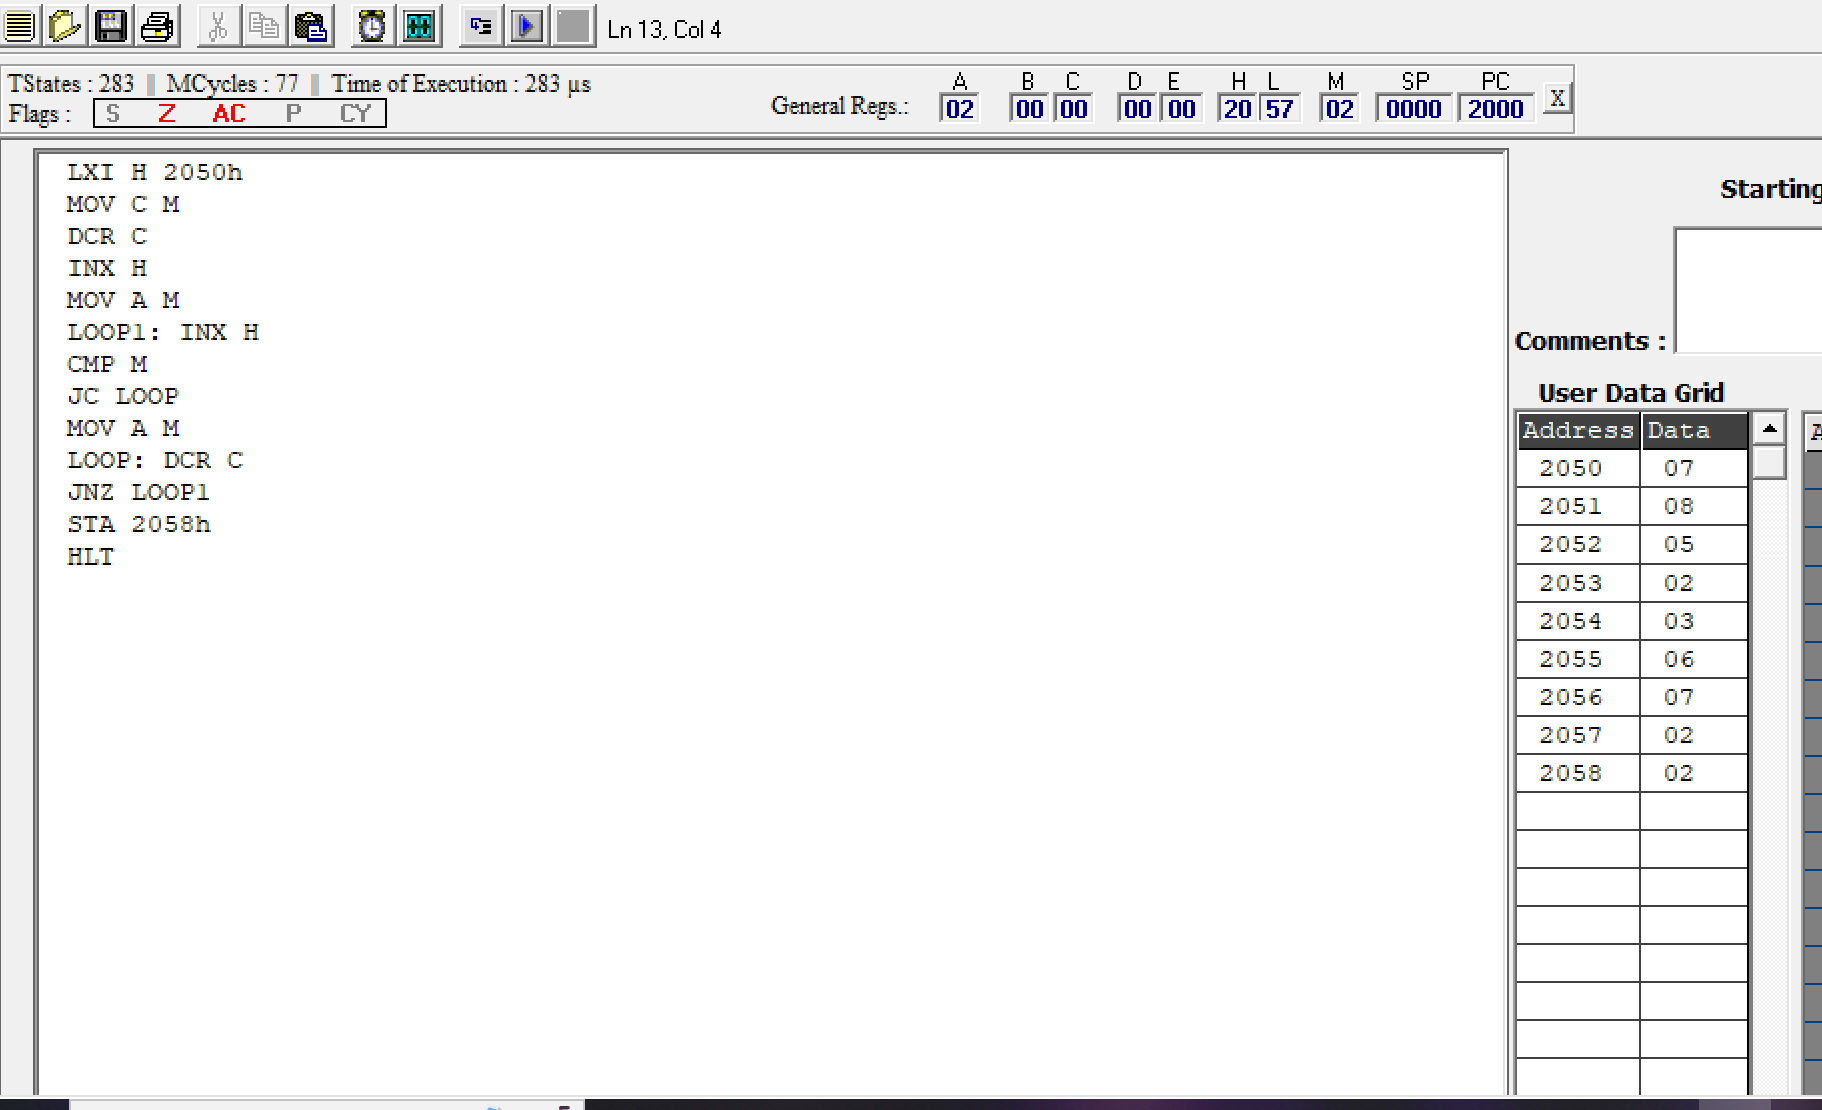 Ln 13, Col 4
TStates : 283 MCycles : 77 Time of Execution : 283 µs
Flags : S Z AC P CY
General Regs.:
A B C D E H L M SP PC
02 00 00 00 00 20 57 02 0000 2000
X
LXI H 2050h
MOV C M
DCR C
INX H
MOV A M
LOOP1: INX H
CMP M
JC LOOP
MOV A M
LOOP: DCR C
JNZ LOOP1
STA 2058h
HLT
Starting
Comments :
User Data Grid
Address Data
2050 07
2051 08
2052 05
2053 02
2054 03
2055 06
2056 07
2057 02
2058 02